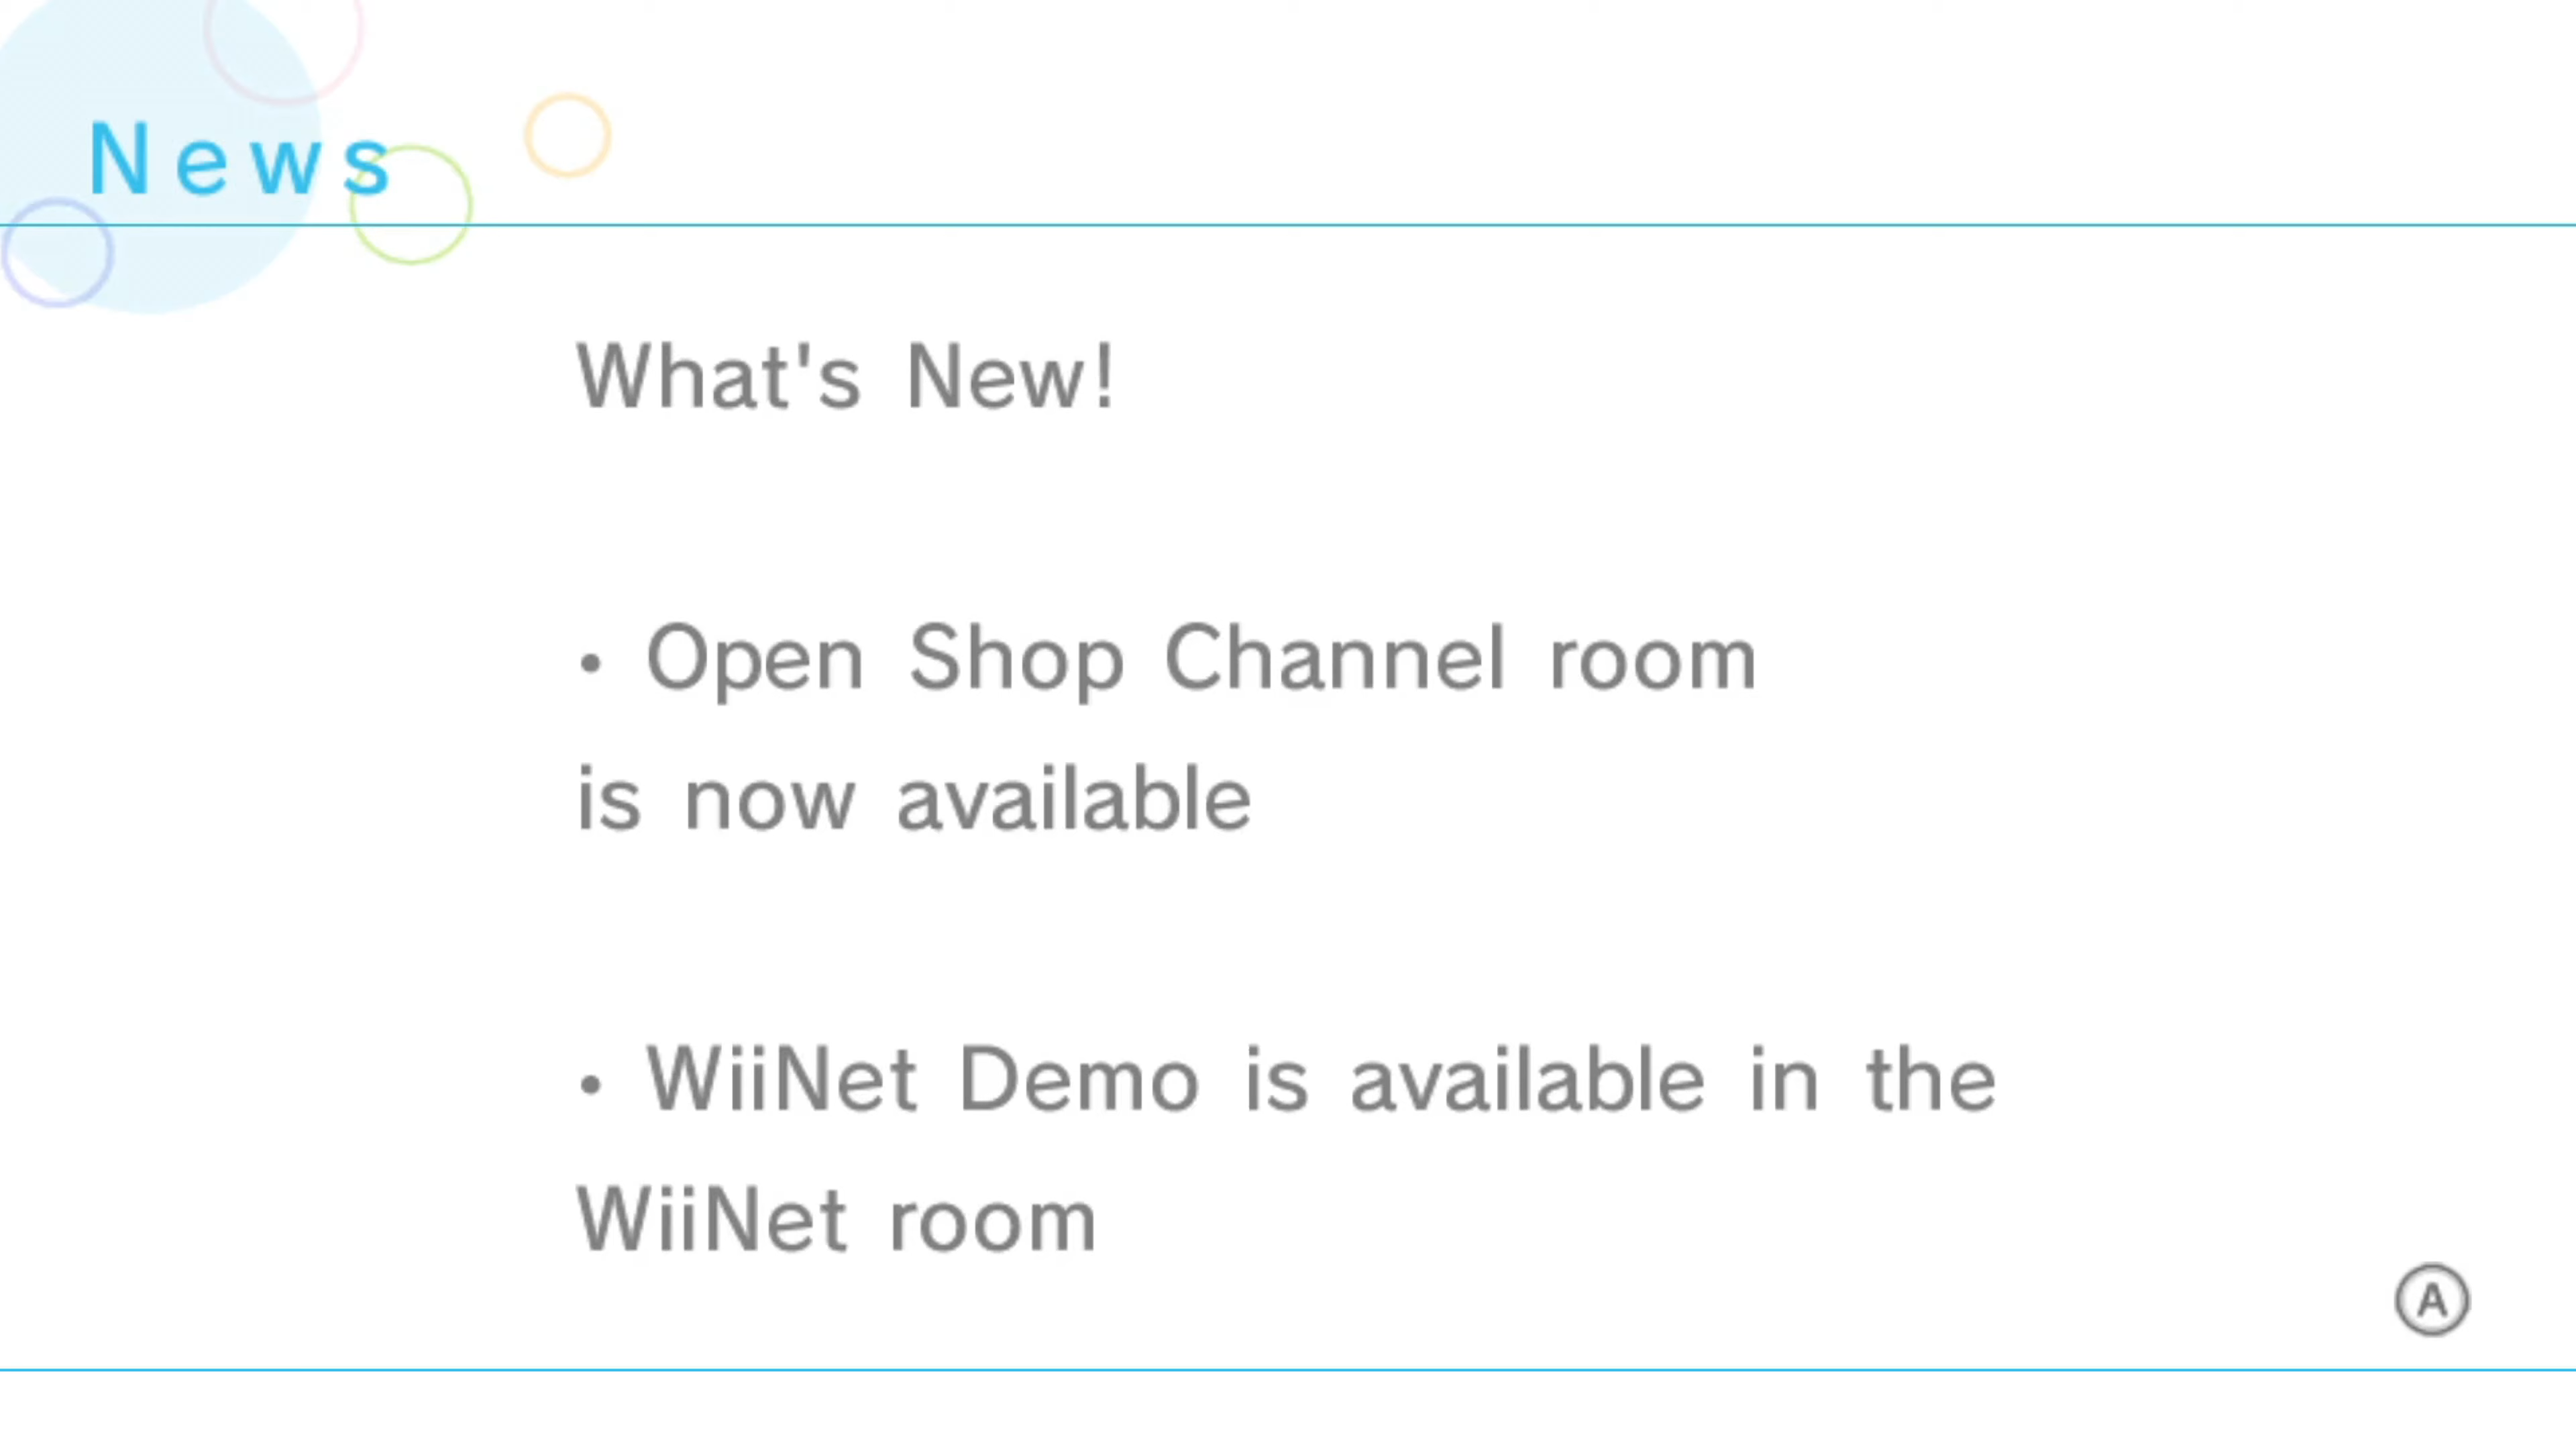 News
What's New!
• Open Shop Channel room
is now available
• WiiNet Demo is available in the
WiiNet room
A